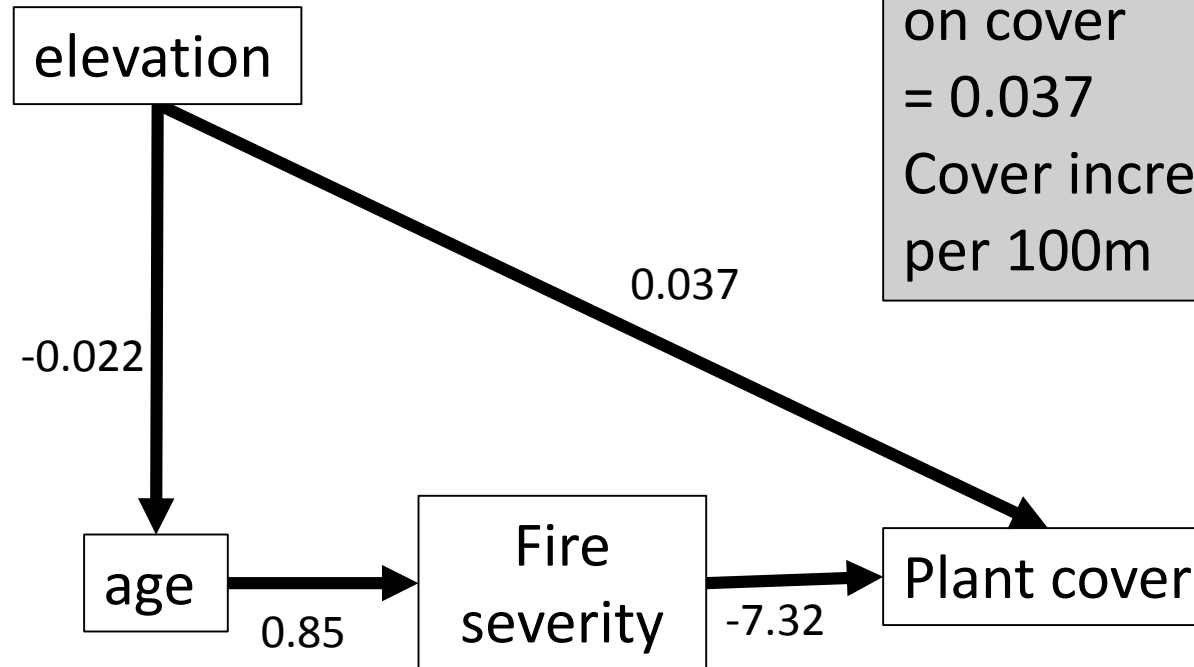 elevation
on cover
= 0.037
Cover incre
per 100m
0.037
-0.022
age
0.85
Fire
severity
-7.32
Plant cover